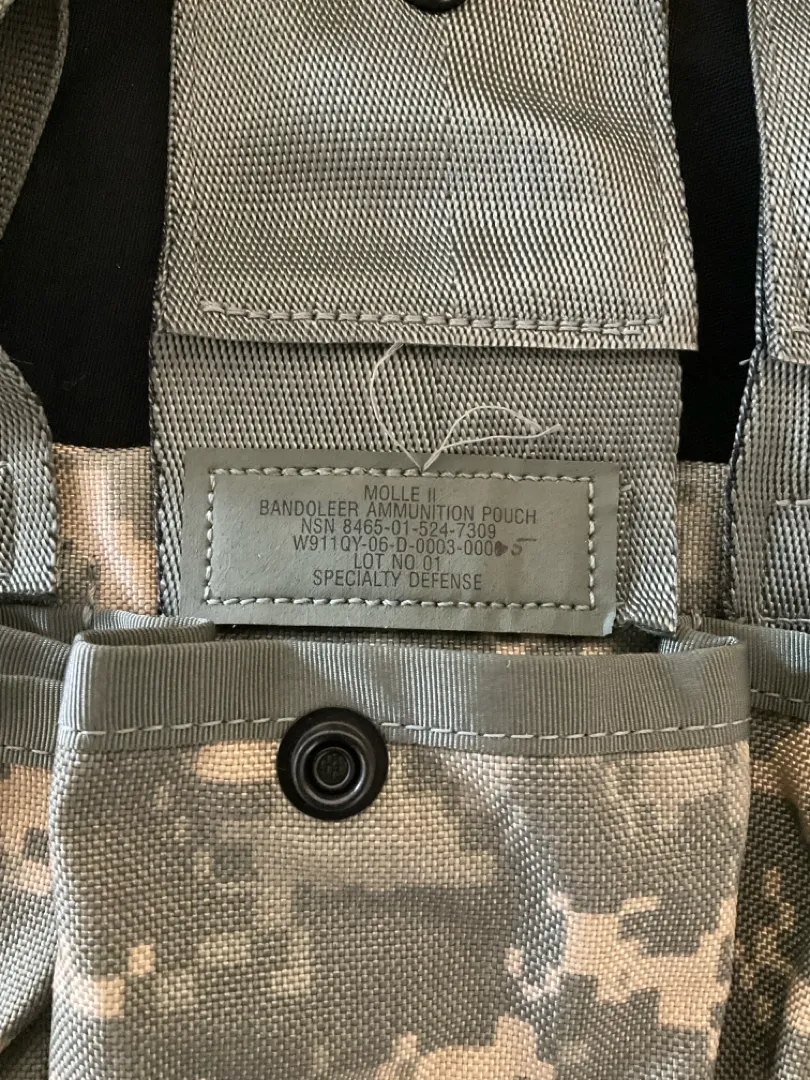 MOLLE II
BANDOLEER AMMUNITION POUCH
NSN 8465-01-524-7309
W911QY-06-D-0003-000 5
LOT NO 01
SPECIALTY DEFENSE